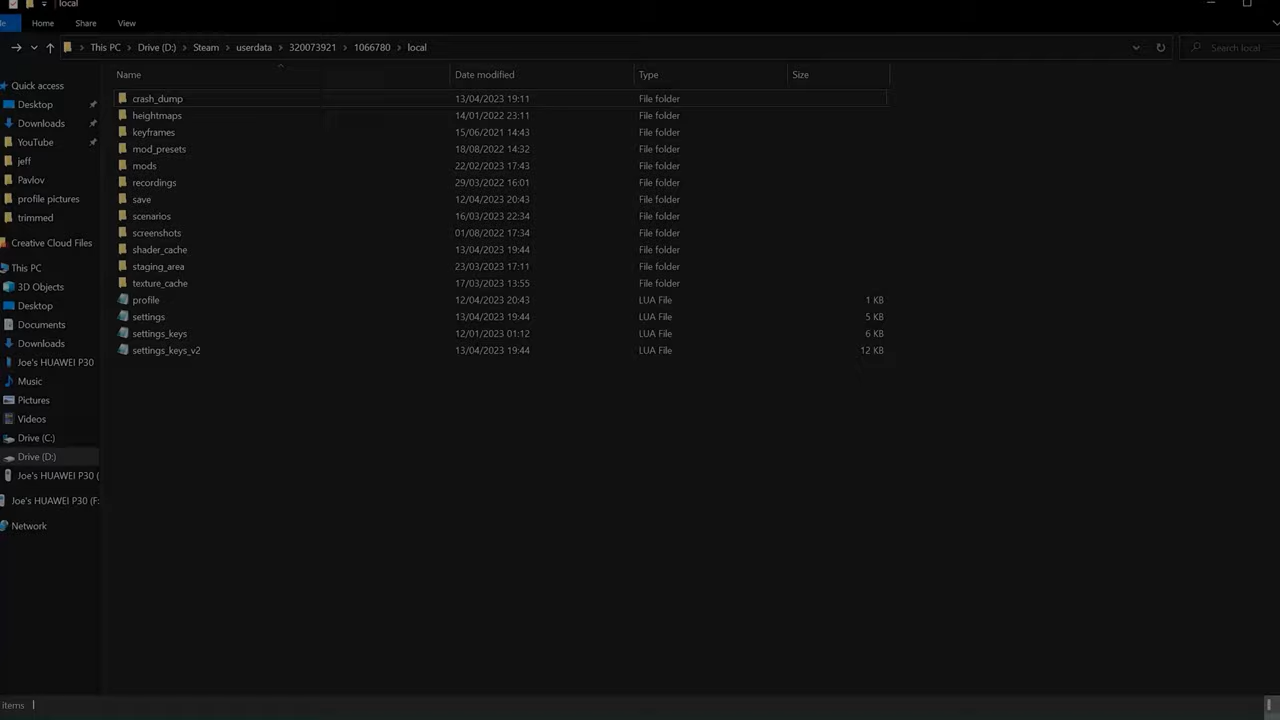 local
le
Home Share View
This PC Drive (D:) Steam userdata 320073921 1066780 local
Search local
Name Date modified Type Size
crash_dump 13/04/2023 19:11 File folder
heightmaps 14/01/2022 23:11 File folder
keyframes 15/06/2021 14:43 File folder
mod_presets 18/08/2022 14:32 File folder
mods 22/02/2023 17:43 File folder
recordings 29/03/2022 16:01 File folder
save 12/04/2023 20:43 File folder
scenarios 16/03/2023 22:34 File folder
screenshots 01/08/2022 17:34 File folder
shader_cache 13/04/2023 19:44 File folder
staging_area 23/03/2023 17:11 File folder
texture_cache 17/03/2023 13:55 File folder
profile 12/04/2023 20:43 LUA File 1 KB
settings 13/04/2023 19:44 LUA File 5 KB
settings_keys 12/01/2023 01:12 LUA File 6 KB
settings_keys_v2 13/04/2023 19:44 LUA File 12 KB
Quick access
Desktop
Downloads
YouTube
jeff
Pavlov
profile pictures
trimmed
Creative Cloud Files
This PC
3D Objects
Desktop
Documents
Downloads
Joe's HUAWEI P30
Music
Pictures
Videos
Drive (C:)
Drive (D:)
Joe's HUAWEI P30 (
Joe's HUAWEI P30 (F:
Network
items